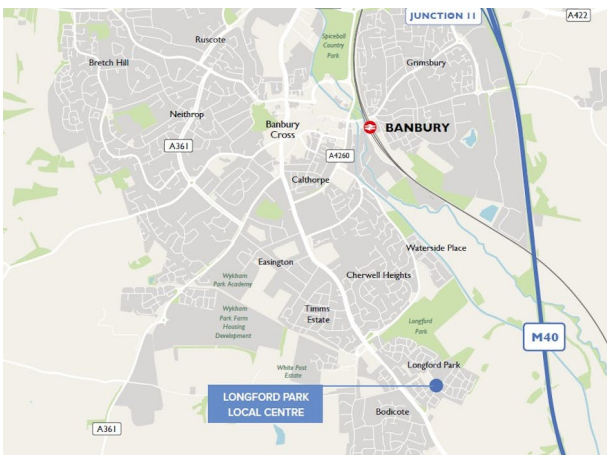 JUNCTION 11
A422
Ruscote
Spiceball
Country
Park
Bretch Hill
Grimsbury
Neithrop
Banbury
Cross
BANBURY
A361
A4260
Calthorpe
Waterside Place
Easington
Cherwell Heights
Wykham
Park Academy
Wykham
Park Farm
Housing
Development
Timms
Estate
Longford
Park
M40
White Post
Estate
Longford Park
LONGFORD PARK
LOCAL CENTRE
Bodicote
A361